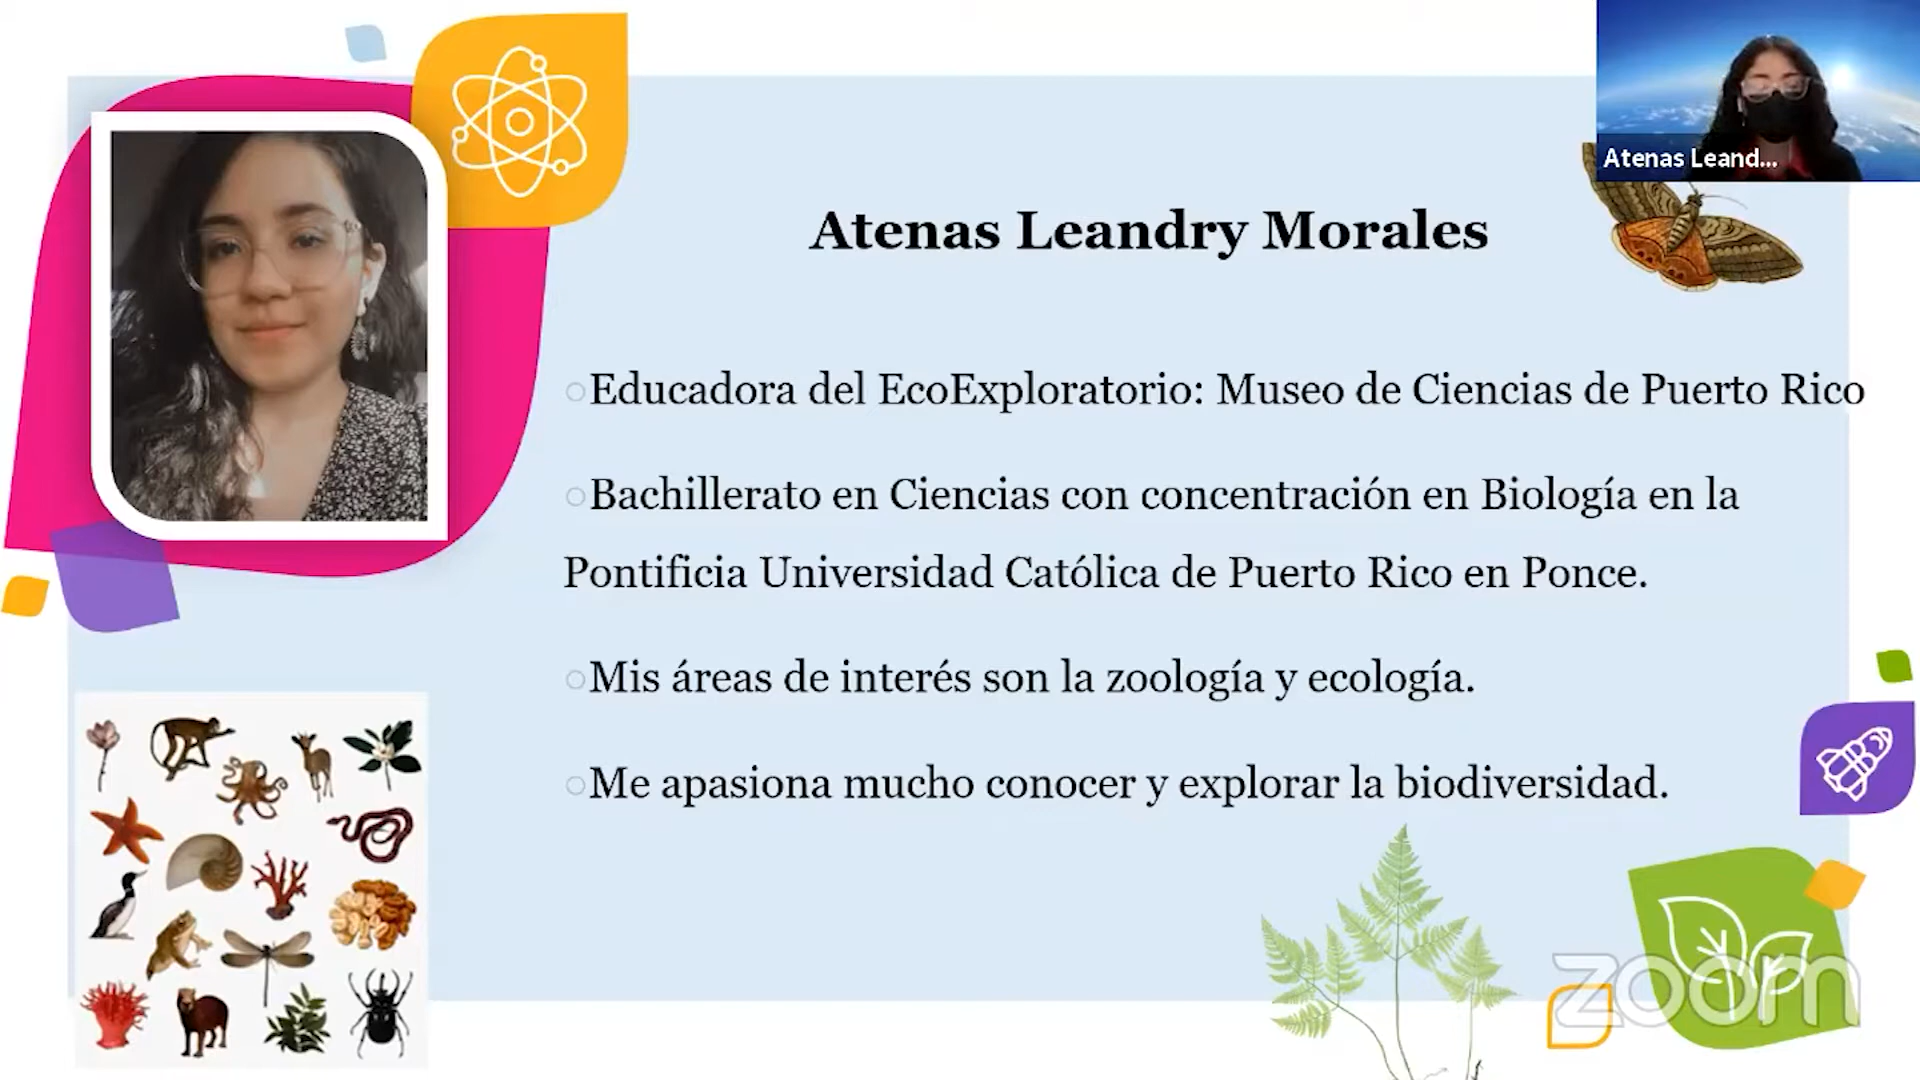 Atenas Leand...
Atenas Leandry Morales
Educadora del EcoExploratorio: Museo de Ciencias de Puerto Rico
Bachillerato en Ciencias con concentración en Biología en la
Pontificia Universidad Católica de Puerto Rico en Ponce.
Mis áreas de interés son la zoología y ecología.
Me apasiona mucho conocer y explorar la biodiversidad.
zoom